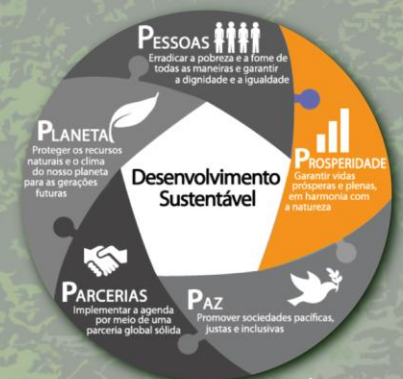 PESSOAS
Erradicar a pobreza e a fome de
todas as maneiras e garantir
a dignidade e a igualdade
PLANETA
Proteger os recursos
naturais e o clima
do nosso planeta
para as gerações
futuras
Desenvolvimento
Sustentável
PROSPERIDADE
Garantir vidas
prósperas e plenas,
em harmonia com
a natureza
PARCERIAS
Implementar a agenda
por meio de uma
parceria global sólida
PAZ
Promover sociedades pacíficas,
justas e inclusivas